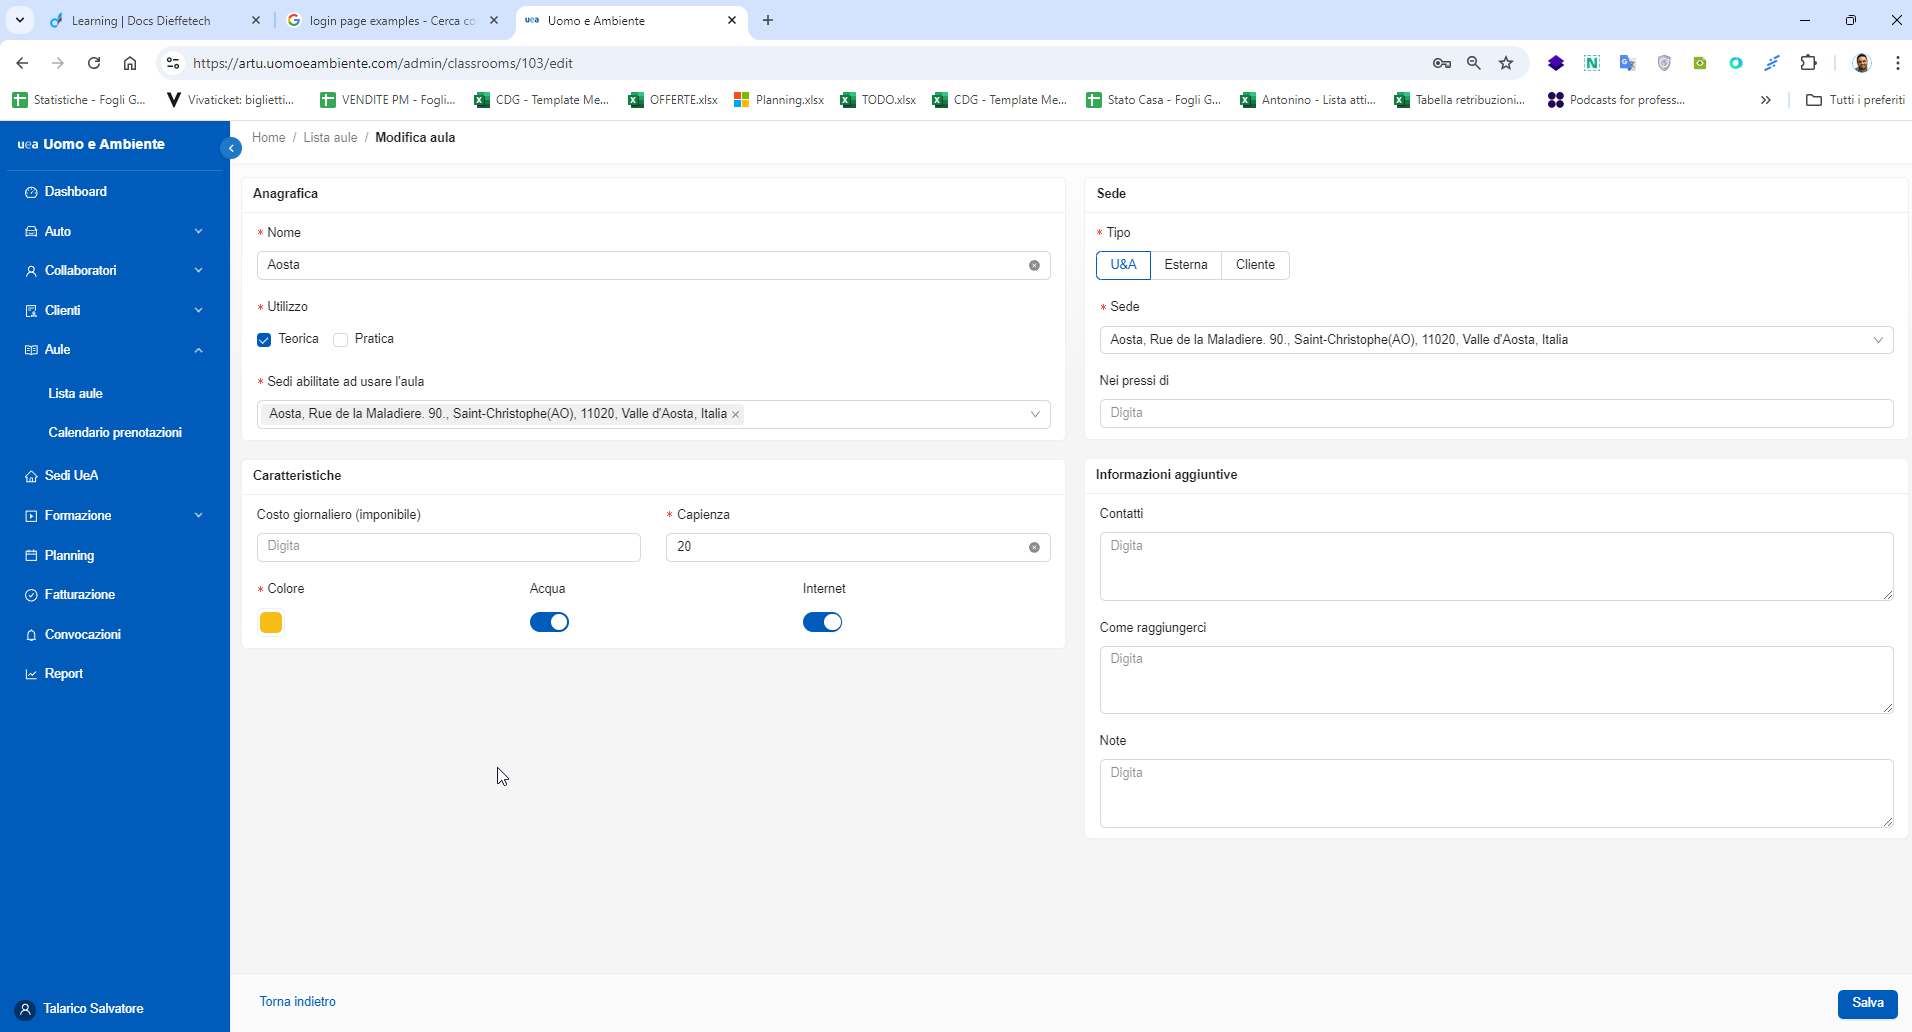 Learning | Docs Dieffetech
login page examples - Cerca co
uea Uomo e Ambiente
https://artu.uomoeambiente.com/admin/classrooms/103/edit
Statistiche - Fogli G...
Vivaticket: biglietti...
VENDITE PM - Fogli...
CDG - Template Me...
OFFERTE.xlsx
Planning.xlsx
TODO.xlsx
CDG - Template Me...
Stato Casa - Fogli G...
Antonino - Lista atti...
Tabella retribuzioni...
Podcasts for profess...
Tutti i preferiti
uea Uomo e Ambiente
Dashboard
Auto
Collaboratori
Clienti
Aule
Lista aule
Calendario prenotazioni
Sedi UeA
Formazione
Planning
Fatturazione
Convocazioni
Report
Talarico Salvatore
Home / Lista aule / Modifica aula
Anagrafica
* Nome
Aosta
* Utilizzo
Teorica Pratica
* Sedi abilitate ad usare l'aula
Aosta, Rue de la Maladiere. 90., Saint-Christophe(AO), 11020, Valle d'Aosta, Italia
Sede
* Tipo
U&A Esterna Cliente
* Sede
Aosta, Rue de la Maladiere. 90., Saint-Christophe(AO), 11020, Valle d'Aosta, Italia
Nei pressi di
Digita
Caratteristiche
Costo giornaliero (imponibile)
Digita
* Capienza
20
* Colore
Acqua
Internet
Informazioni aggiuntive
Contatti
Digita
Come raggiungerci
Digita
Note
Digita
Torna indietro
Salva